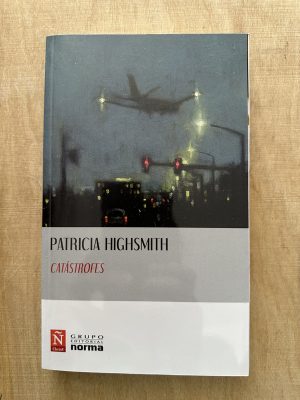 PATRICIA HIGHSMITH
CATÁSTROFES
Ñ
GRUPO
EDITORIAL
norma